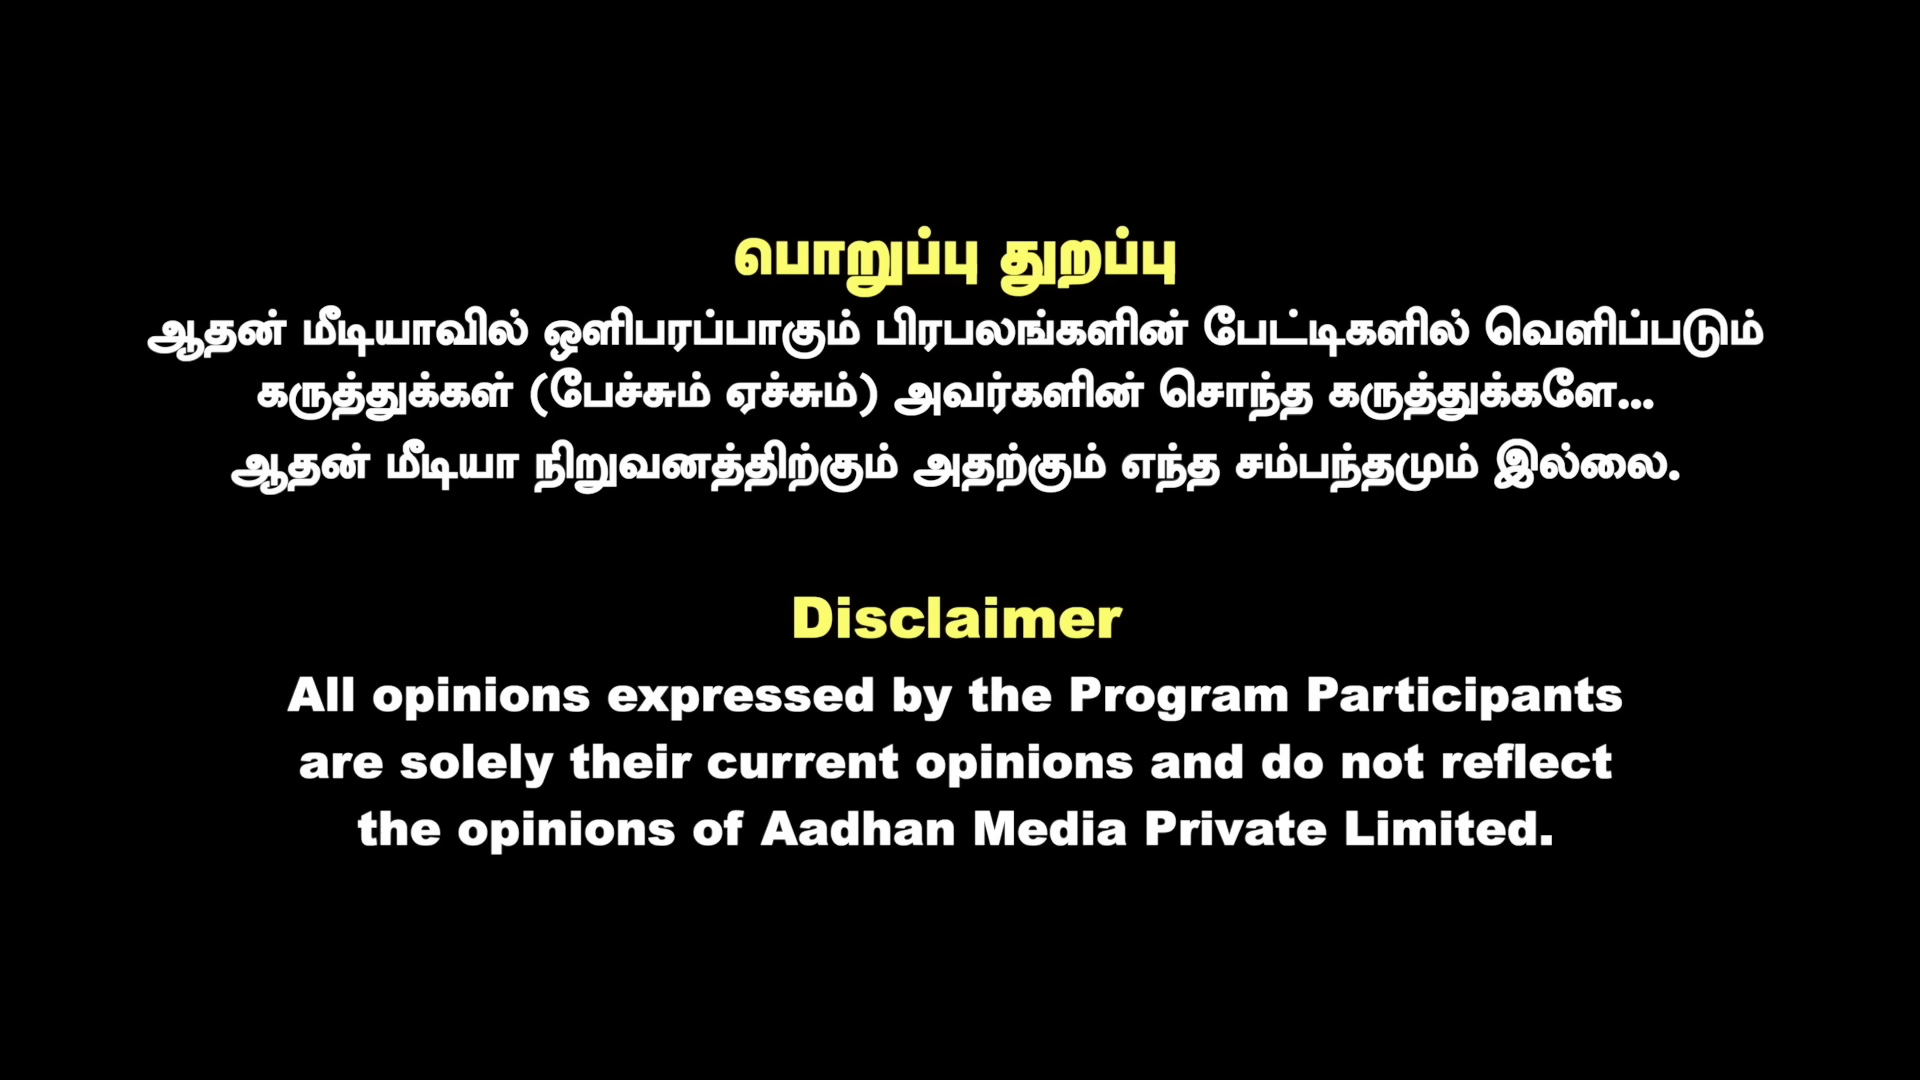 பொறுப்பு துறப்பு
ஆதன் மீடியாவில் ஒளிபரப்பாகும் பிரபலங்களின் பேட்டிகளில் வெளிப்படும்
கருத்துக்கள் (பேச்சும் ஏச்சும்) அவர்களின் சொந்த கருத்துக்களே...
ஆதன் மீடியா நிறுவனத்திற்கும் அதற்கும் எந்த சம்பந்தமும் இல்லை.
Disclaimer
All opinions expressed by the Program Participants
are solely their current opinions and do not reflect
the opinions of Aadhan Media Private Limited.